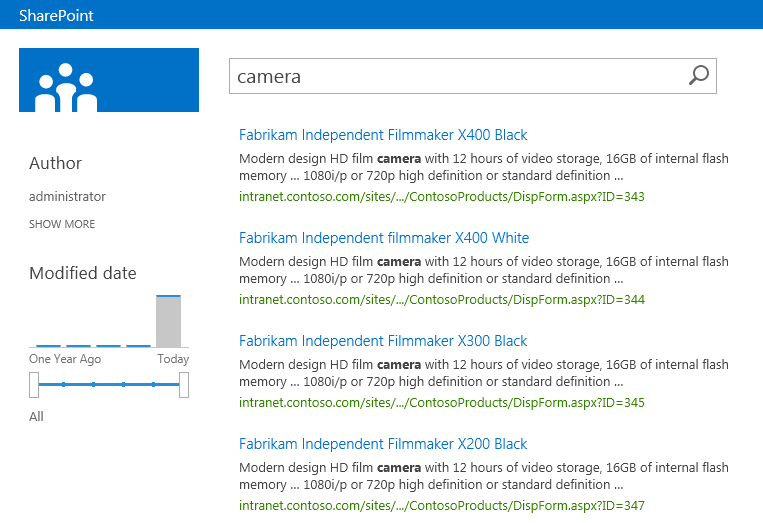 SharePoint
camera
Author
administrator
SHOW MORE
Modified date
One Year Ago Today
All
Fabrikam Independent Filmmaker X400 Black
Modern design HD film camera with 12 hours of video storage, 16GB of internal flash
memory ... 1080i/p or 720p high definition or standard definition ...
intranet.contoso.com/sites/.../ContosoProducts/DispForm.aspx?ID=343
Fabrikam Independent filmmaker X400 White
Modern design HD film camera with 12 hours of video storage, 16GB of internal flash
memory ... 1080i/p or 720p high definition or standard definition ...
intranet.contoso.com/sites/.../ContosoProducts/DispForm.aspx?ID=344
Fabrikam Independent Filmmaker X300 Black
Modern design HD film camera with 12 hours of video storage, 16GB of internal flash
memory ... 1080i/p or 720p high definition or standard definition ...
intranet.contoso.com/sites/.../ContosoProducts/DispForm.aspx?ID=345
Fabrikam Independent Filmmaker X200 Black
Modern design HD film camera with 12 hours of video storage, 16GB of internal flash
memory ... 1080i/p or 720p high definition or standard definition ...
intranet.contoso.com/sites/.../ContosoProducts/DispForm.aspx?ID=347